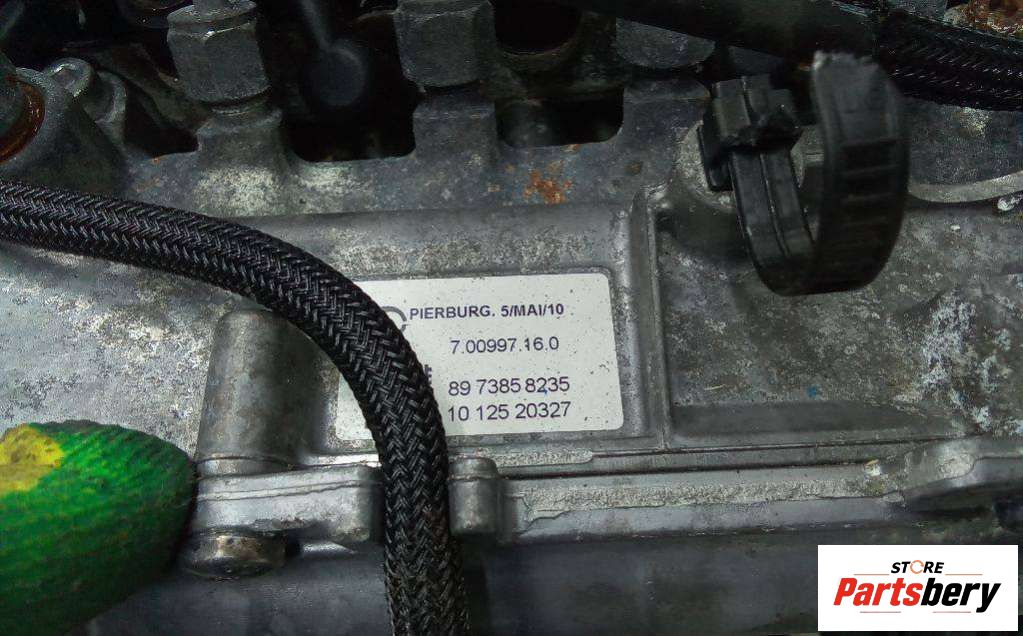 PIERBURG. 5/MAI/10
7.00997.16.0
89 7385 8235
10 125 20327
STORE
Partsbery